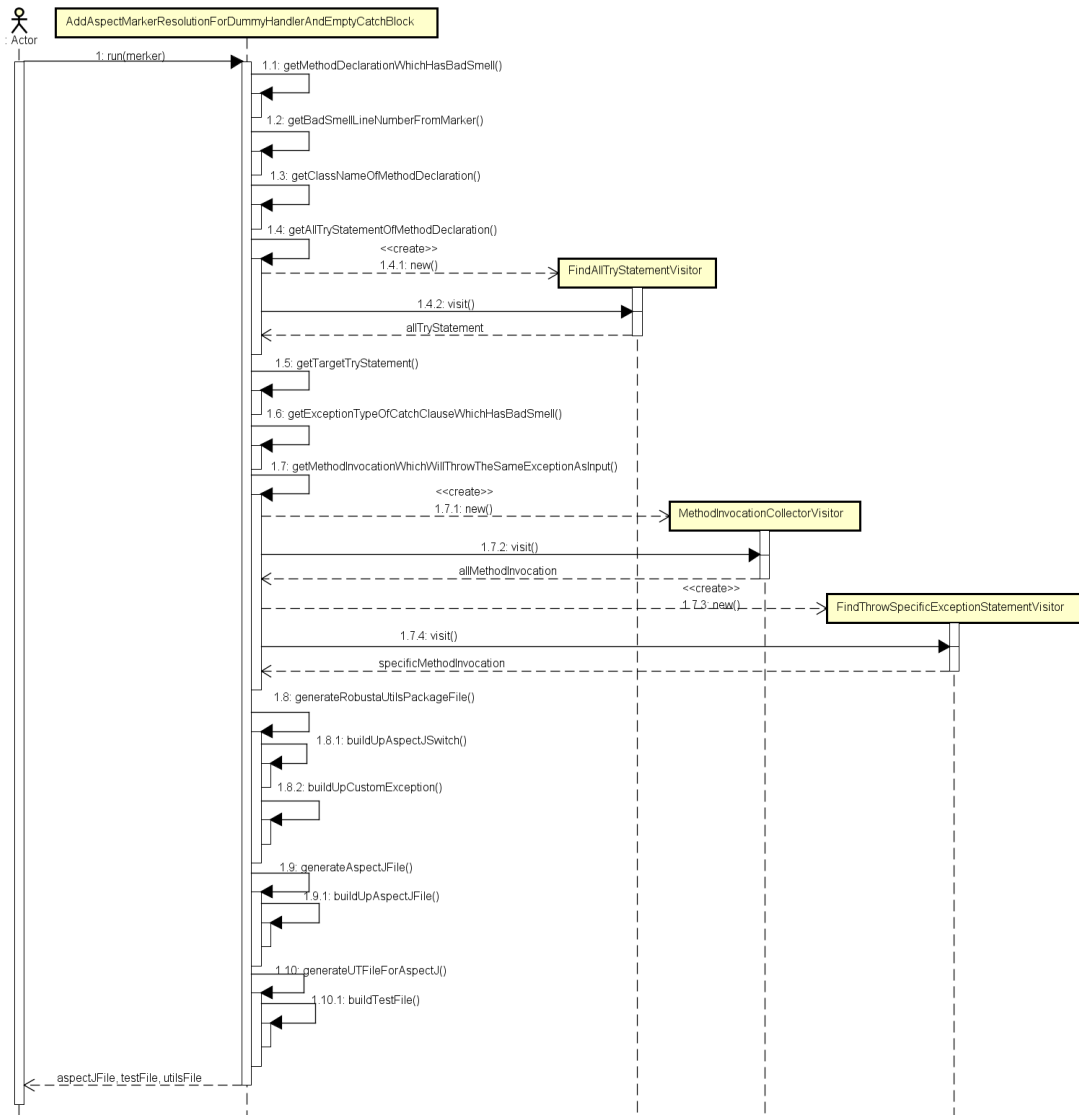 : Actor
AddAspectMarkerResolutionForDummyHandlerAndEmptyCatchBlock
1: run(merker)
1.1: getMethodDeclarationWhichHasBadSmell()
1.2: getBadSmellLineNumberFromMarker()
1.3: getClassNameOfMethodDeclaration()
1.4: getAllTryStatementOfMethodDeclaration()
<<create>>
1.4.1: new()
FindAllTryStatementVisitor
1.4.2: visit()
allTryStatement
1.5: getTargetTryStatement()
1.6: getExceptionTypeOfCatchClauseWhichHasBadSmell()
1.7: getMethodInvocationWhichWillThrowTheSameExceptionAsInput()
<<create>>
1.7.1: new()
MethodInvocationCollectorVisitor
1.7.2: visit()
allMethodInvocation
<<create>>
1.7.3: new()
FindThrowSpecificExceptionStatementVisitor
1.7.4: visit()
specificMethodInvocation
1.8: generateRobustaUtilsPackageFile()
1.8.1: buildUpAspectJSwitch()
1.8.2: buildUpCustomException()
1.9: generateAspectJFile()
1.9.1: buildUpAspectJFile()
1.10: generateUTFileForAspectJ()
1.10.1: buildTestFile()
aspectJFile, testFile, utilsFile